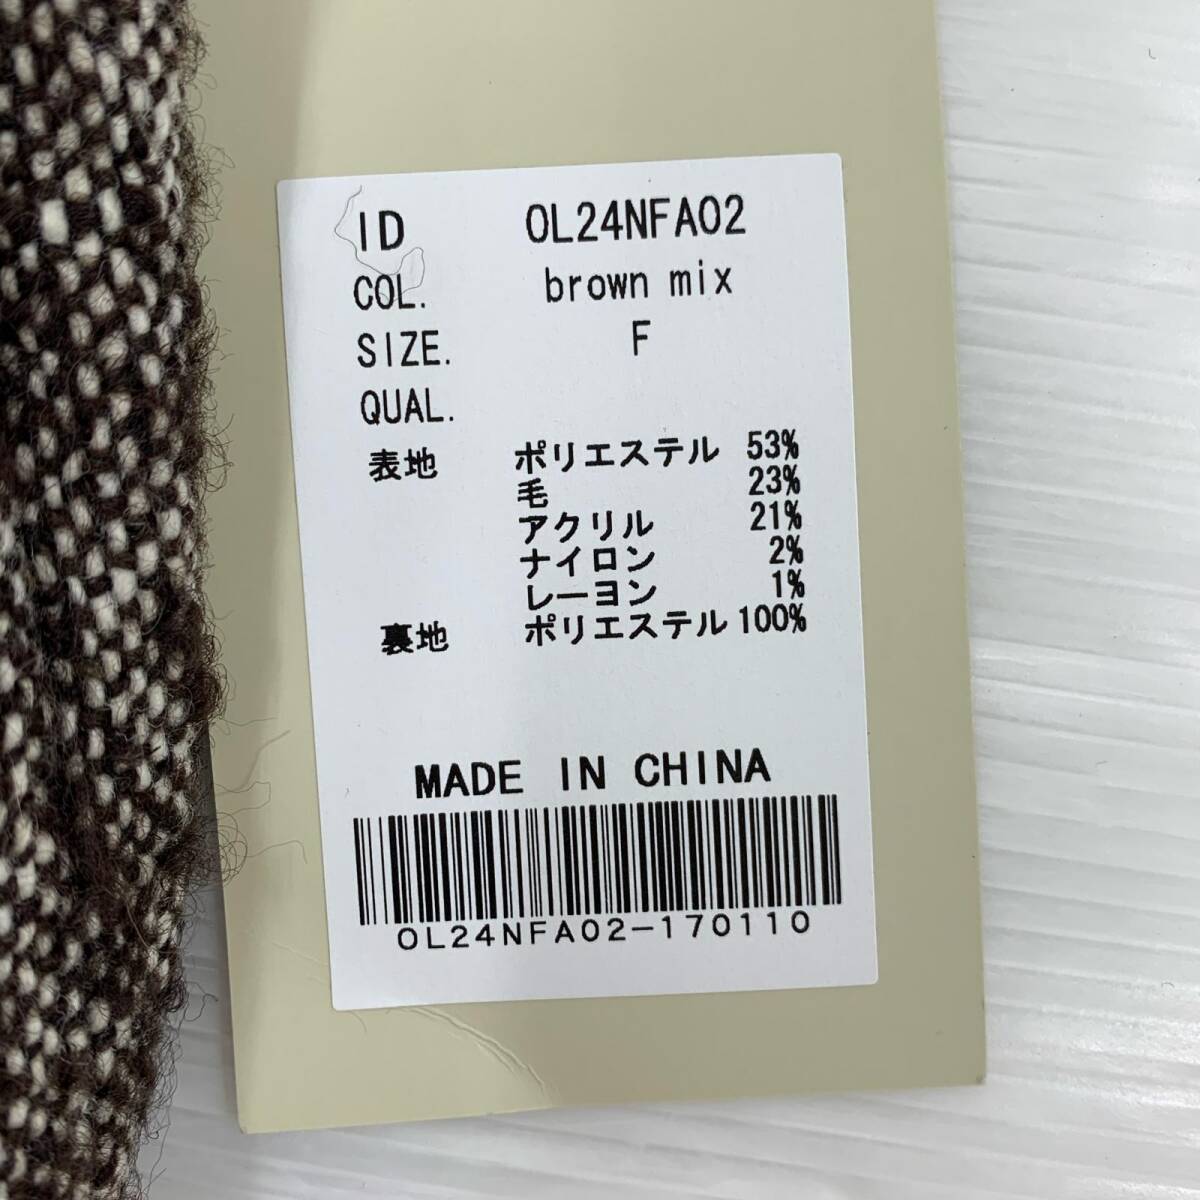 ID OL24NFA02
COL. brown mix
SIZE. F
QUAL.
表地 ポリエステル 53%
毛 23%
アクリル 21%
ナイロン 2%
レーヨン 1%
裏地 ポリエステル 100%
MADE IN CHINA
OL24NFA02-170110